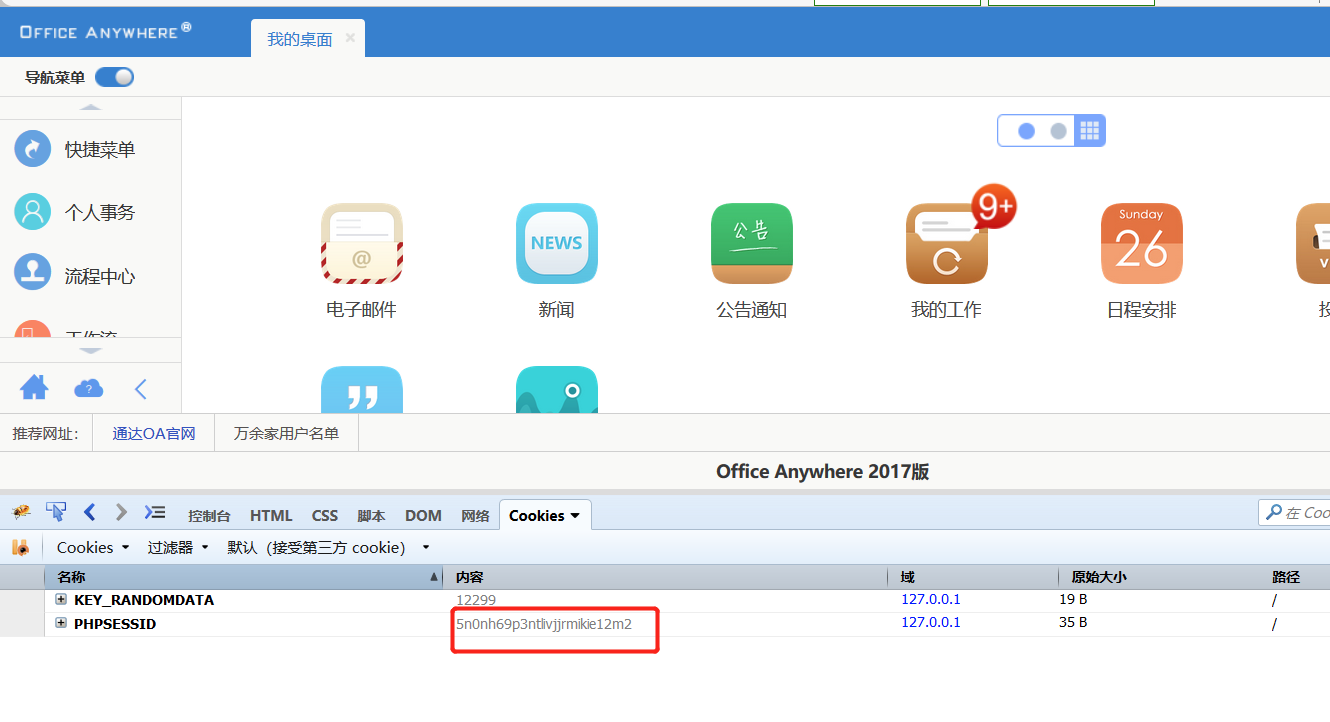 OFFICE ANYWHERE®
我的桌面 ×
导航菜单
快捷菜单
个人事务
流程中心
工作流
@
NEWS
公告
9+
Sunday
26
电子邮件
新闻
公告通知
我的工作
日程安排
推荐网址：
通达OA官网
万余家用户名单
Office Anywhere 2017版
控制台 HTML CSS 脚本 DOM 网络 Cookies
在 Coo
Cookies 过滤器 默认（接受第三方 cookie）
名称 内容 域 原始大小 路径
KEY_RANDOMDATA 12299 127.0.0.1 19 B /
PHPSESSID 5n0nh69p3ntlivjjrmikie12m2 127.0.0.1 35 B /